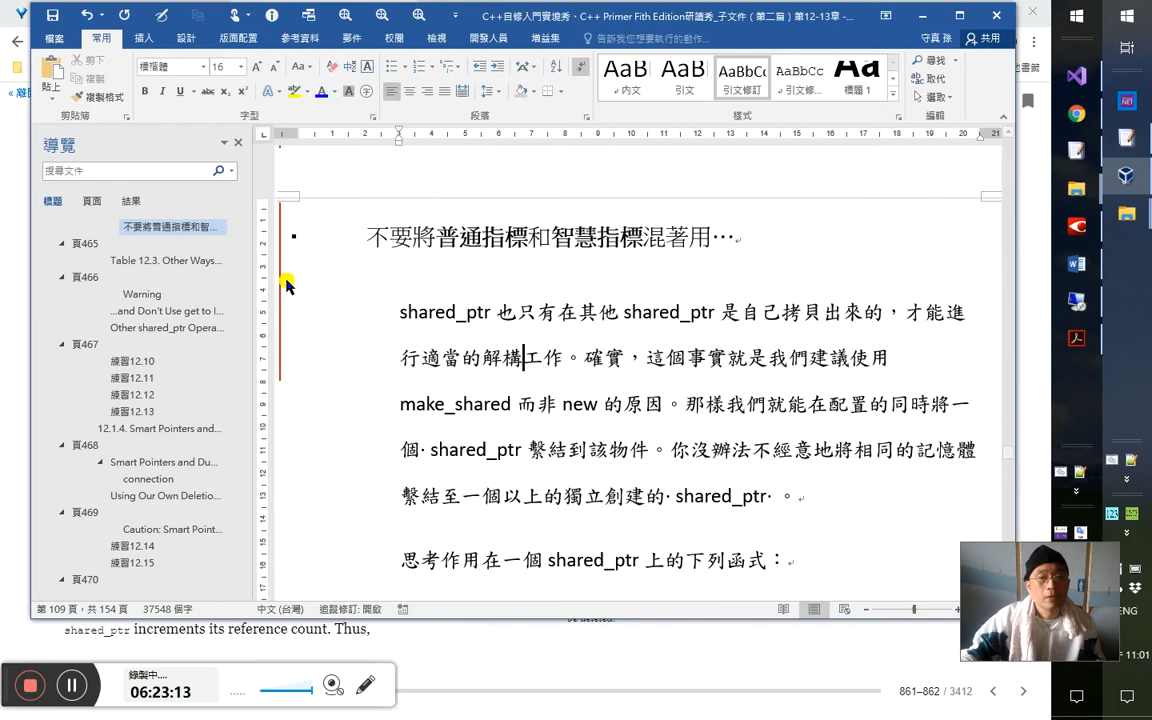 C++自修入門實境秀、C++ Primer Fith Edition研讀秀_子文件（第二篇）第12-13章 -...
檔案 常用 插入 設計 版面配置 參考資料 郵件 校閱 檢視 開發人員 增益集 告訴我您想要執行的動作... 守真 孫 共用
貼上 剪下 複製 複製格式
標楷體 16
AaBb AaBb AaBbCc AaBbCc AaBb
內文 引文 引文修訂 引文修... 標題 1
尋找 取代 選取
剪貼簿 字型 段落 樣式 編輯
導覽
搜尋文件
標題 頁面 結果
不要將普通指標和智...
頁465
Table 12.3. Other Ways...
頁466
Warning
...and Don't Use get to I...
Other shared_ptr Opera...
頁467
練習12.10
練習12.11
練習12.12
練習12.13
12.1.4. Smart Pointers and...
頁468
Smart Pointers and Du...
connection
Using Our Own Deletio...
頁469
Caution: Smart Point...
練習12.14
練習12.15
頁470
不要將普通指標和智慧指標混著用…
shared_ptr 也只有在其他 shared_ptr 是自己拷貝出來的，才能進
行適當的解構工作。確實，這個事實就是我們建議使用
make_shared 而非 new 的原因。那樣我們就能在配置的同時將一
個 shared_ptr 繫結到該物件。你沒辦法不經意地將相同的記憶體
繫結至一個以上的獨立創建的 shared_ptr 。
思考作用在一個 shared_ptr 上的下列函式：
第 109 頁，共 154 頁 37548 個字 中文 (台灣) 追蹤修訂: 開啟
shared_ptr increments its reference count. Thus,
be deleted.
錄製中....
06:23:13
861–862 / 3412
ENG
11:01